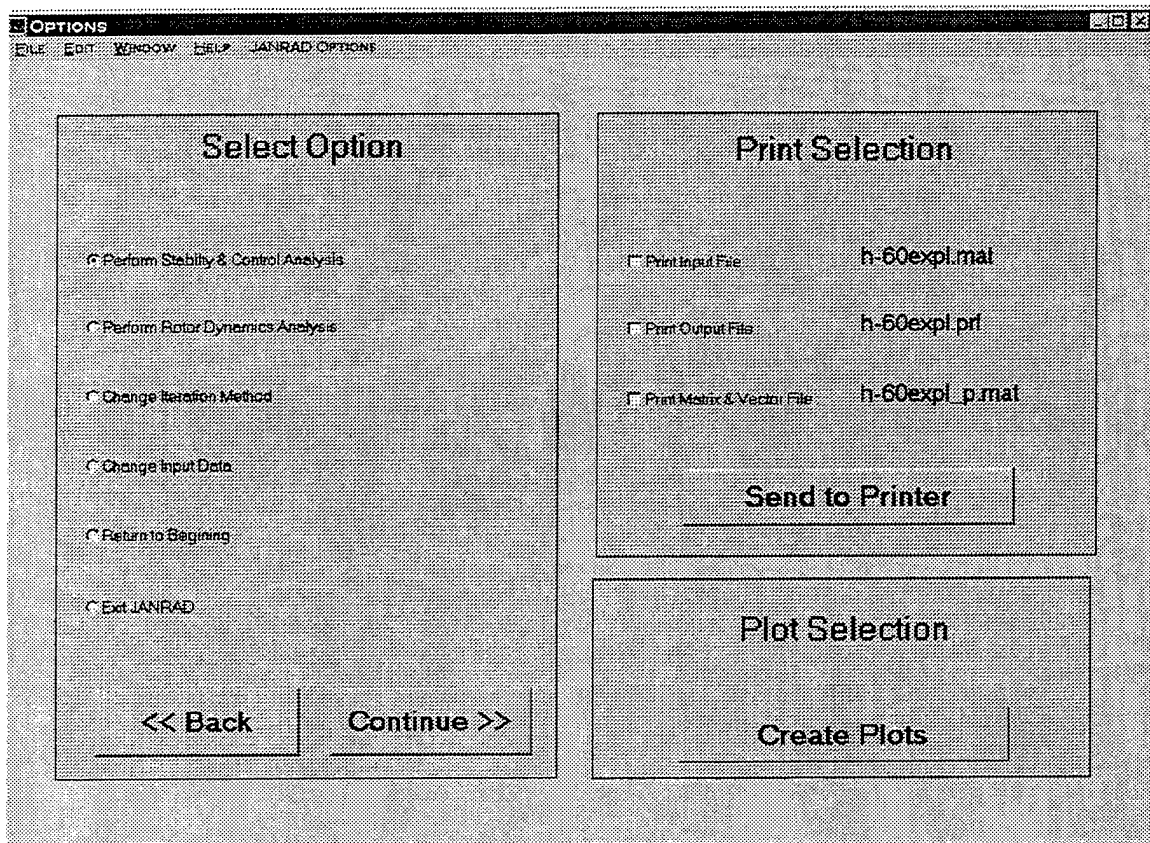 OPTIONS
FILE EDIT WINDOW HELP JANRAD OPTIONS
Select Option
Perform Stabilty & Control Analysis
Perform Rotor Dynamics Analysis
Change Iteration Method
Change Input Data
Return to Begining
Exit JANRAD
<< Back
Continue >>
Print Selection
Print Input File h-60expl.mat
Print Output File h-60expl.prf
Print Matrix & Vector File h-60expl_p.mat
Send to Printer
Plot Selection
Create Plots